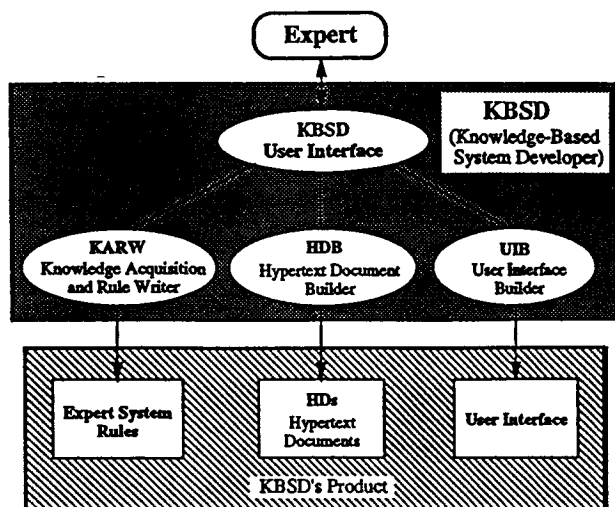 Expert
KBSD
(Knowledge-Based
System Developer)
KBSD
User Interface
KARW
Knowledge Acquisition
and Rule Writer
HDB
Hypertext Document
Builder
UIB
User Interface
Builder
Expert System
Rules
HDs
Hypertext
Documents
User Interface
KBSD's Product